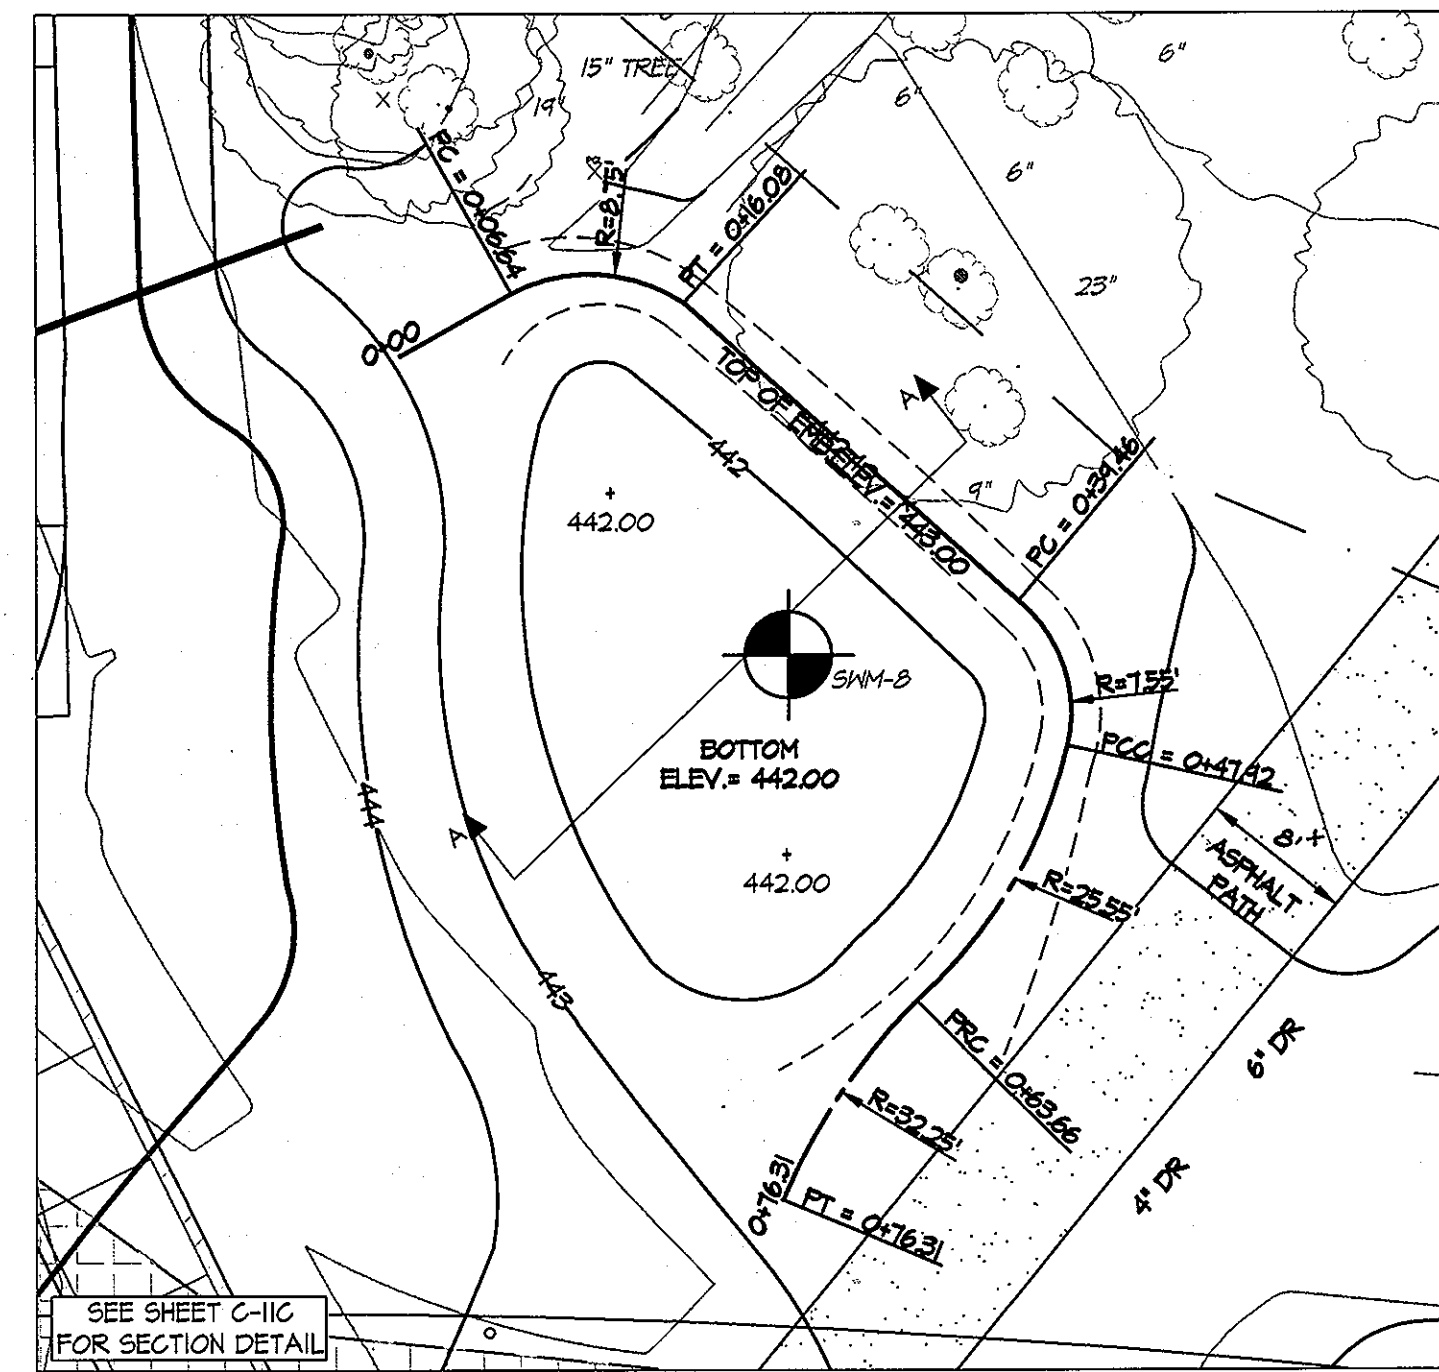 15" TREE
19"
6"
6"
6"
23"
9"
PC = 0+06.64
R=8.75'
PT = 0+16.08
0+00
TOP OF EMB. ELEV. = 443.00
A
442
PC = 0+39.46
442.00
SWM-8
R=7.55'
BOTTOM
ELEV.= 442.00
PCC = 0+47.92
8'±
ASPHALT
PATH
444
A
442.00
R=25.55'
443
PRC = 0+63.66
6" DR
R=32.25'
4" DR
0+76.31
PT = 0+76.31
SEE SHEET C-11C
FOR SECTION DETAIL